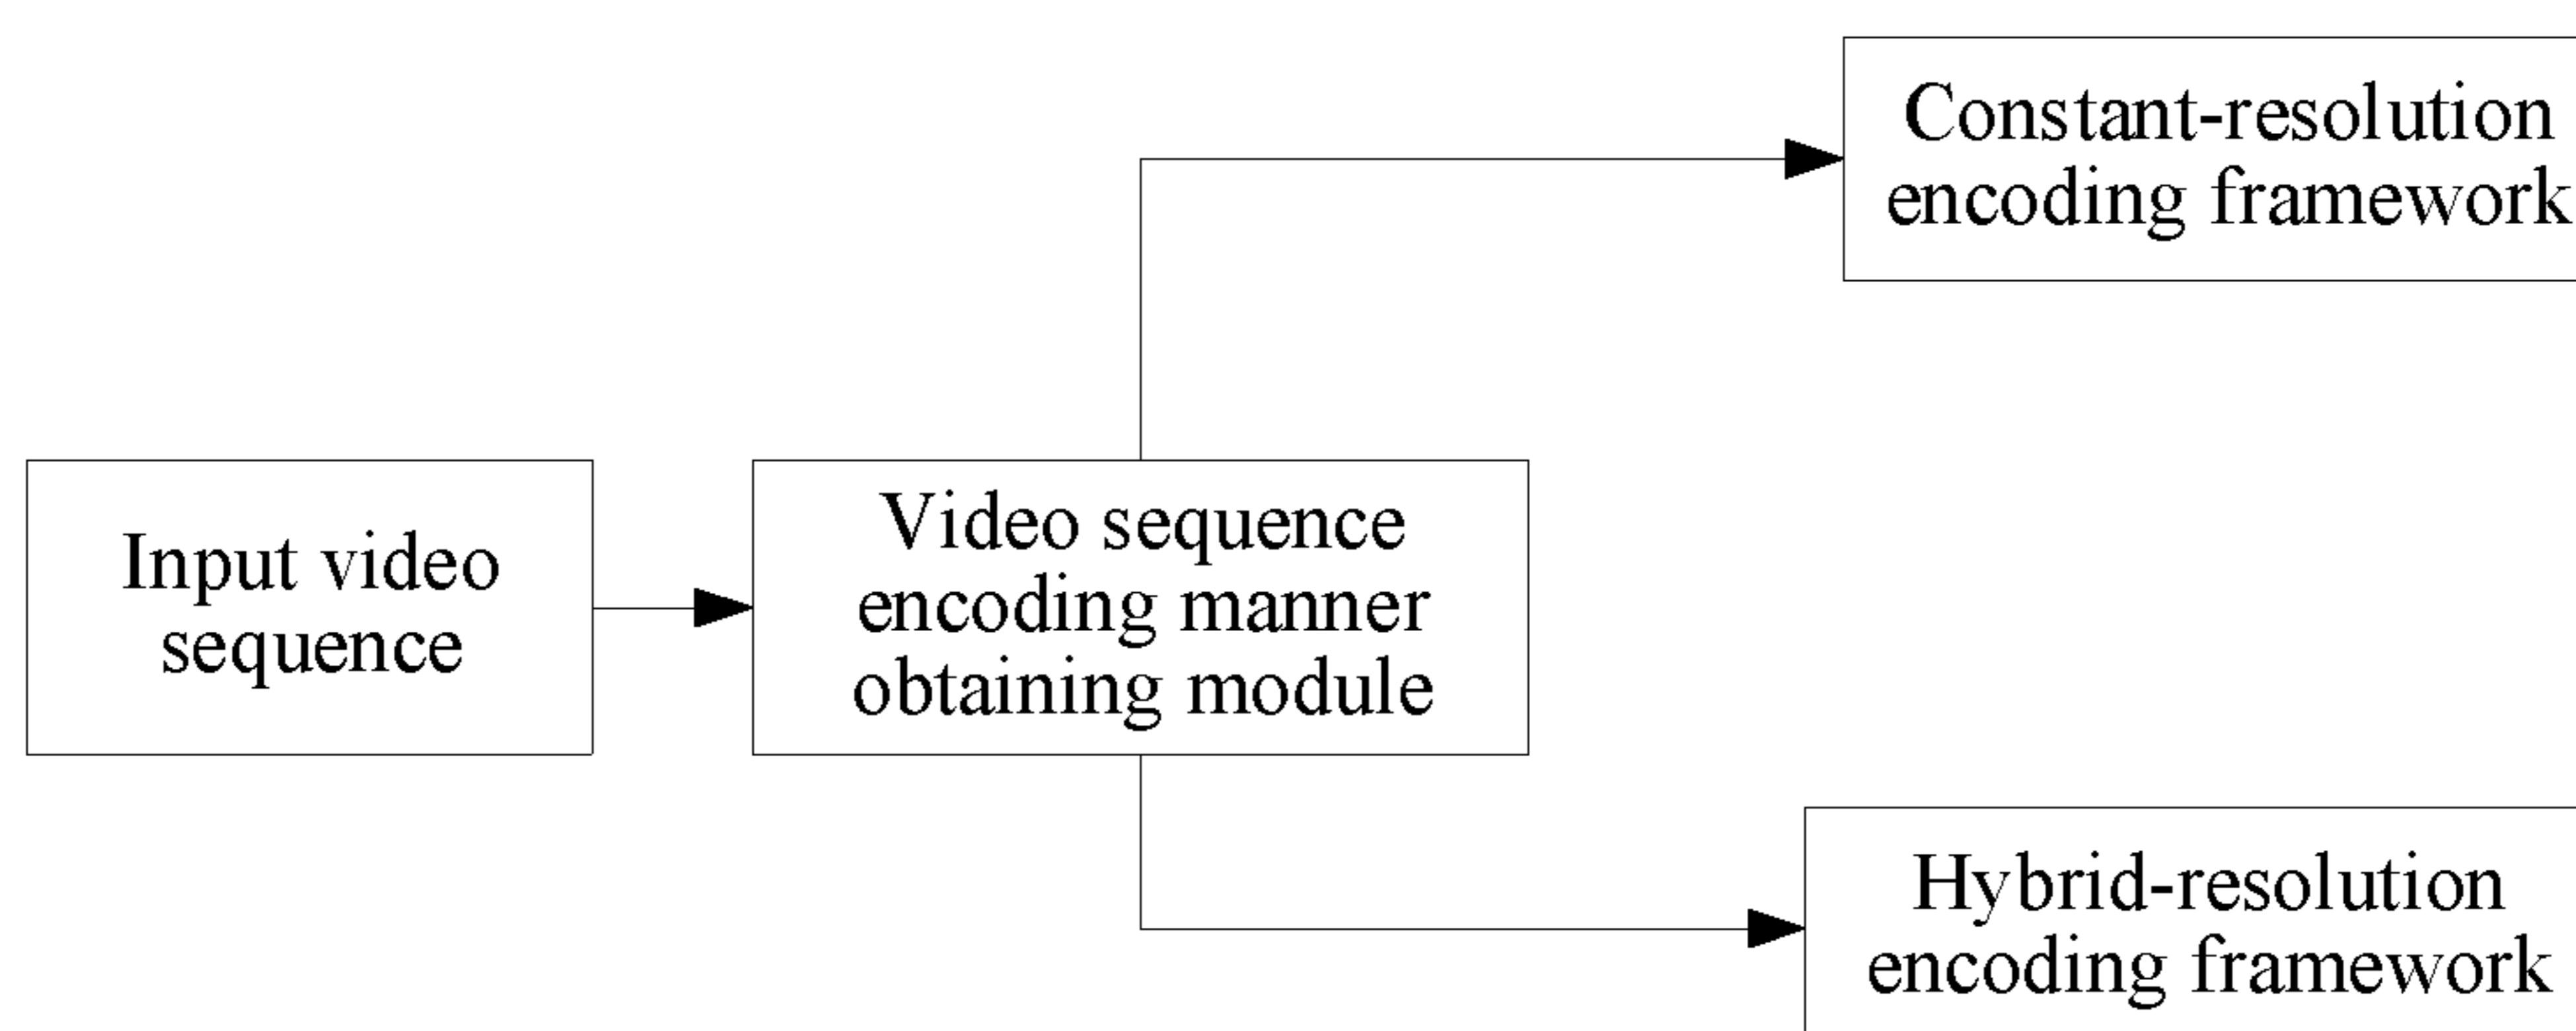 Constant-resolution
encoding framework
Input video
sequence
Video sequence
encoding manner
obtaining module
Hybrid-resolution
encoding framework